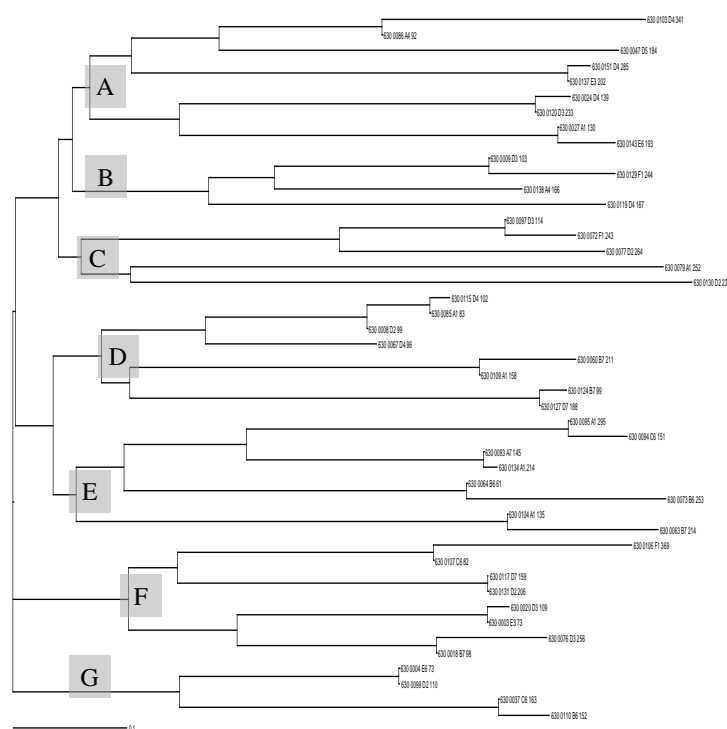 630 0103 D4 341
630 0086 A4 92
630 0047 D5 184
630 0151 D4 285
A
630 0137 E3 202
630 0024 D4 139
630 0120 D3 233
630 0027 A1 130
630 0143 E6 193
630 0009 D3 103
B
630 0129 F1 244
630 0138 A4 166
630 0119 D4 167
630 0097 D3 114
630 0072 F1 243
C
630 0077 D2 264
630 0079 A1 252
630 0130 D2 23
630 0115 D4 102
630 0085 A1 83
630 0008 D2 99
630 0067 D4 96
D
630 0060 B7 211
630 0109 A1 158
630 0124 B7 99
630 0127 D7 188
630 0095 A1 295
630 0094 C6 151
630 0093 A7 145
630 0134 A1 214
630 0064 B6 61
E
630 0073 B6 253
630 0104 A1 135
630 0063 B7 214
630 0106 F1 369
630 0107 C6 82
630 0117 D7 159
630 0131 D2 206
F
630 0020 D3 109
630 0003 E3 73
630 0076 D3 256
630 0018 B7 98
630 0004 E6 73
G
630 0099 D2 110
630 0037 C6 163
630 0110 B6 152
0.1